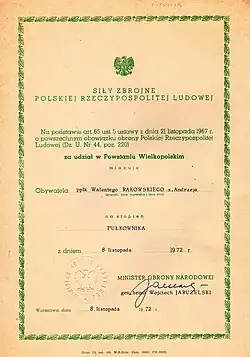 SIŁY ZBROJNE
POLSKIEJ RZECZYPOSPOLITEJ LUDOWEJ
Na podstawie art. 65 ust. 5 ustawy z dnia 21 listopada 1967 r.
o powszechnym obowiązku obrony Polskiej Rzeczypospolitej
Ludowej (Dz. U. Nr 44, poz. 220)
za udział w Powstaniu Wielkopolskim
mianuję
Obywatela ppłk Walentego RĄKOWSKIEGO s. Andrzeja
na stopień
PUŁKOWNIKA
z dniem 8 listopada 1972 r.
MINISTER OBRONY NARODOWEJ
gen. broni Wojciech JARUZELSKI
Warszawa dnia 8 listopada 1972 r.